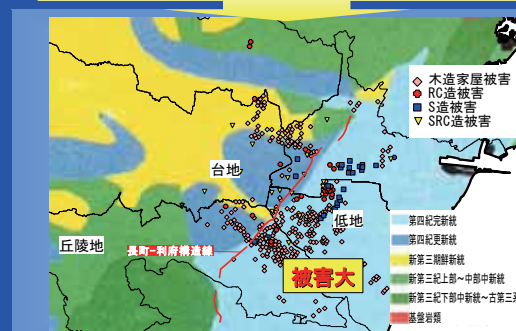 木造家屋被害
RC造被害
S造被害
SRC造被害
台地
低地
丘陵地
長町-利府構造線
被害大
第四紀完新統
第四紀更新統
新第三期鮮新統
新第三紀上部~中部中新統
新第三紀下部中新統~古第三系
基盤岩類